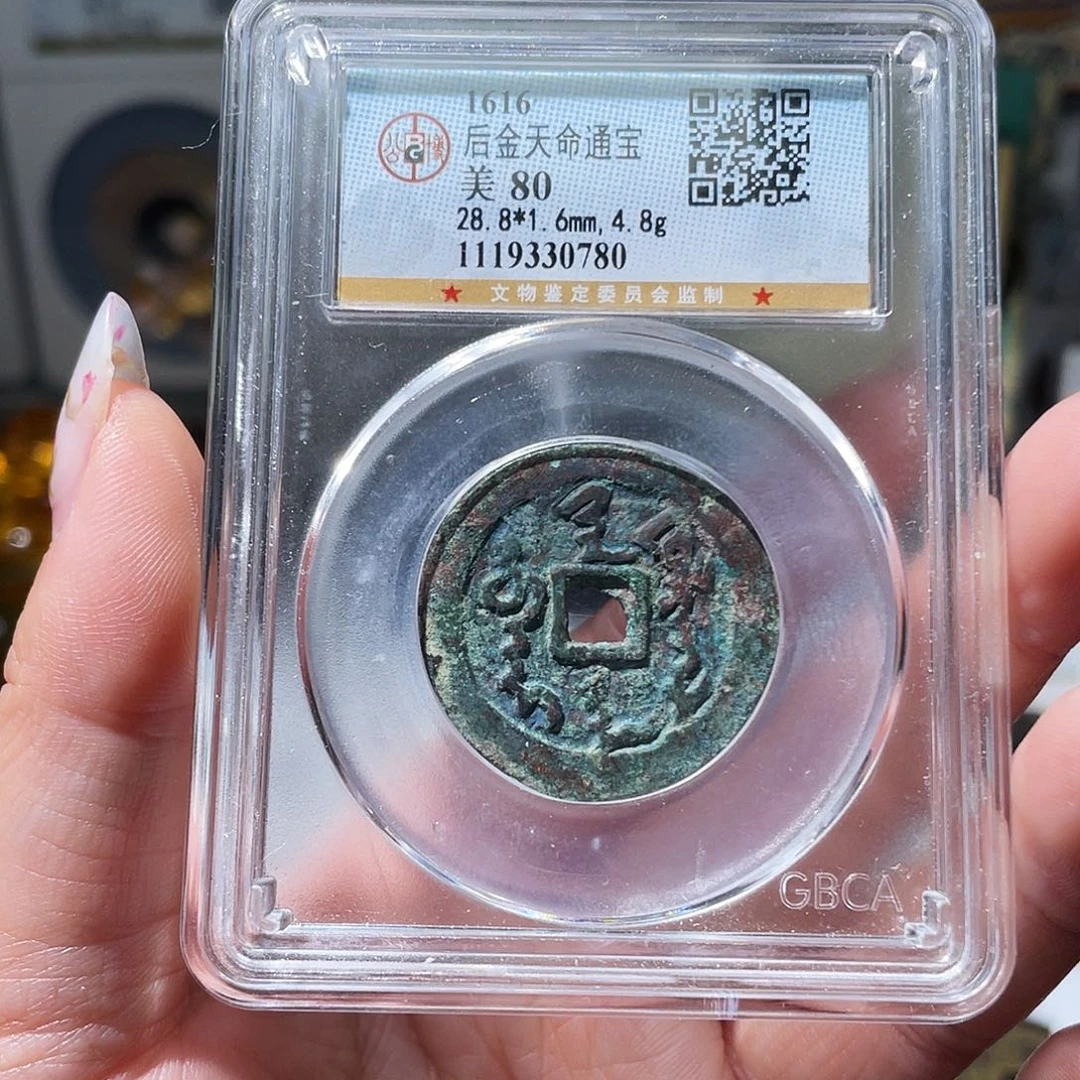 1616
后金天命通宝
美 80
28.8*1.6mm,4.8g
1119330780
★ 文物鉴定委员会监制 ★
GBCA